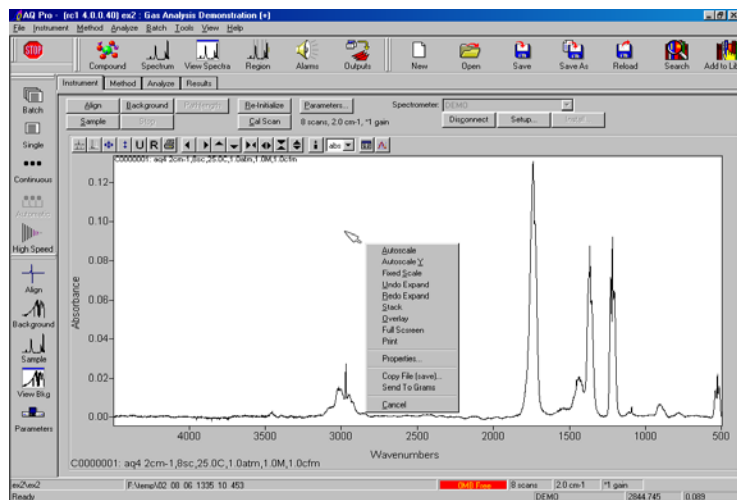 AQ Pro - (rc1 4.0.0.40) ex2 : Gas Analysis Demonstration [+]
File Instrument Method Analyze Batch Tools View Help
STOP
Compound Spectrum View Spectra Region Alarms Outputs New Open Save Save As Reload Search Add to Lib
Instrument Method Analyze Results
Align Background Pathlength Re-Initialize Parameters... Spectrometer: DEMO
Sample Stop Cal Scan 8 scans, 2.0 cm-1, *1 gain Disconnect Setup... Install...
Batch
Single
Continuous
Automatic
High Speed
Align
Background
Sample
View Bkg
Parameters
U R abs
C0000001: aq4 2cm-1,8sc,25.0C,1.0atm,1.0M,1.0cfm
0.12
0.10
0.08
0.06
0.04
0.02
0.00
Absorbance
Autoscale
Autoscale Y
Fixed Scale
Undo Expand
Redo Expand
Stack
Overlay
Full Screen
Print
Properties...
Copy File (save)...
Send To Grams
Cancel
4000 3500 3000 2500 2000 1500 1000 500
Wavenumbers
C0000001: aq4 2cm-1,8sc,25.0C,1.0atm,1.0M,1.0cfm
ex2\ex2 F:\temp\02 08 06 1335 10 453 0MB Free 8 scans 2.0 cm-1 *1 gain
Ready DEMO 2844.745 0.089